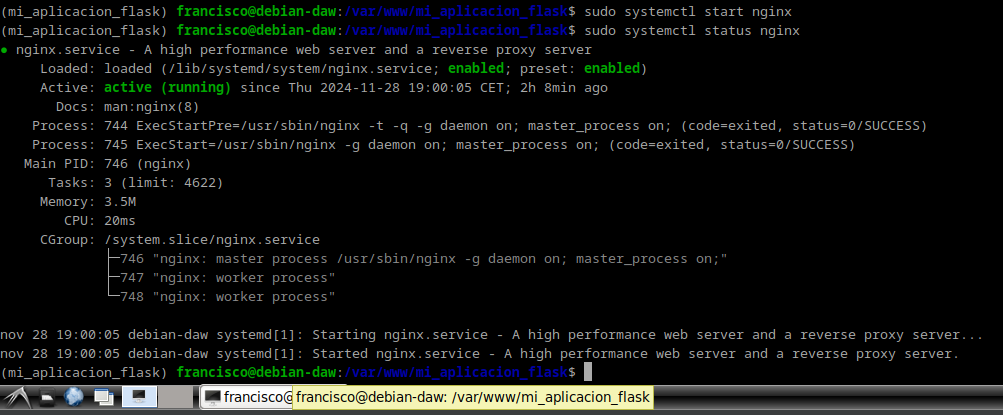 (mi_aplicacion_flask) francisco@debian-daw:/var/www/mi_aplicacion_flask$ sudo systemctl start nginx
(mi_aplicacion_flask) francisco@debian-daw:/var/www/mi_aplicacion_flask$ sudo systemctl status nginx
● nginx.service - A high performance web server and a reverse proxy server
     Loaded: loaded (/lib/systemd/system/nginx.service; enabled; preset: enabled)
     Active: active (running) since Thu 2024-11-28 19:00:05 CET; 2h 8min ago
       Docs: man:nginx(8)
    Process: 744 ExecStartPre=/usr/sbin/nginx -t -q -g daemon on; master_process on; (code=exited, status=0/SUCCESS)
    Process: 745 ExecStart=/usr/sbin/nginx -g daemon on; master_process on; (code=exited, status=0/SUCCESS)
   Main PID: 746 (nginx)
      Tasks: 3 (limit: 4622)
     Memory: 3.5M
        CPU: 20ms
     CGroup: /system.slice/nginx.service
             ├─746 "nginx: master process /usr/sbin/nginx -g daemon on; master_process on;"
             ├─747 "nginx: worker process"
             └─748 "nginx: worker process"

nov 28 19:00:05 debian-daw systemd[1]: Starting nginx.service - A high performance web server and a reverse proxy server...
nov 28 19:00:05 debian-daw systemd[1]: Started nginx.service - A high performance web server and a reverse proxy server.
(mi_aplicacion_flask) francisco@debian-daw:/var/www/mi_aplicacion_flask$
francisco@
francisco@debian-daw: /var/www/mi_aplicacion_flask